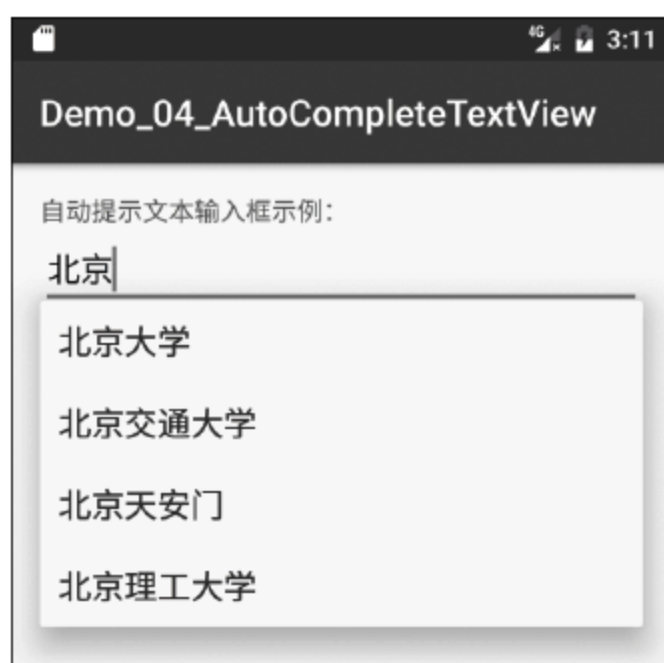 4G 3:11
Demo_04_AutoCompleteTextView
自动提示文本输入框示例：
北京
北京大学
北京交通大学
北京天安门
北京理工大学